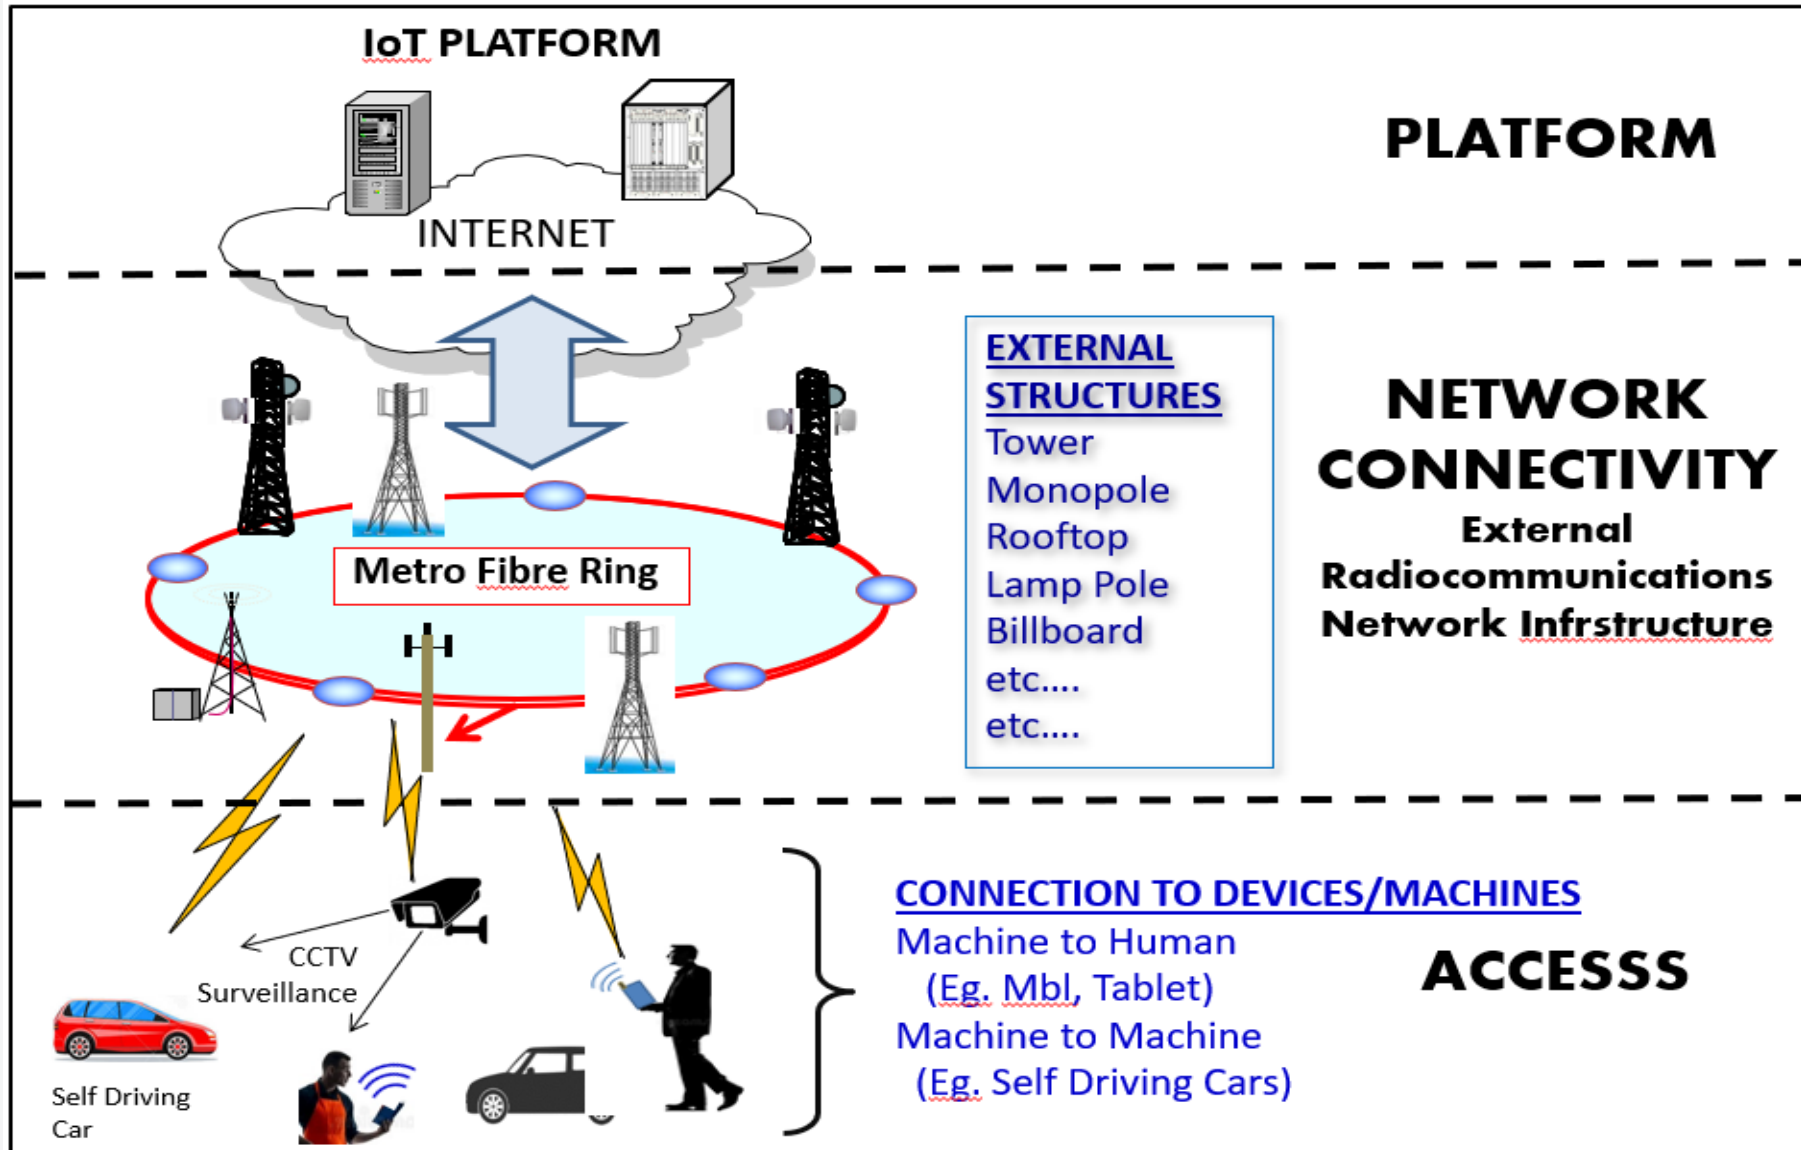 IoT PLATFORM
PLATFORM
INTERNET
EXTERNAL
STRUCTURES
Tower
Monopole
Rooftop
Lamp Pole
Billboard
etc....
etc....
NETWORK
CONNECTIVITY
External
Radiocommunications
Network Infrstructure
Metro Fibre Ring
CCTV
Surveillance
Self Driving
Car
CONNECTION TO DEVICES/MACHINES
Machine to Human
(Eg. Mbl, Tablet)
Machine to Machine
(Eg. Self Driving Cars)
ACCESSS